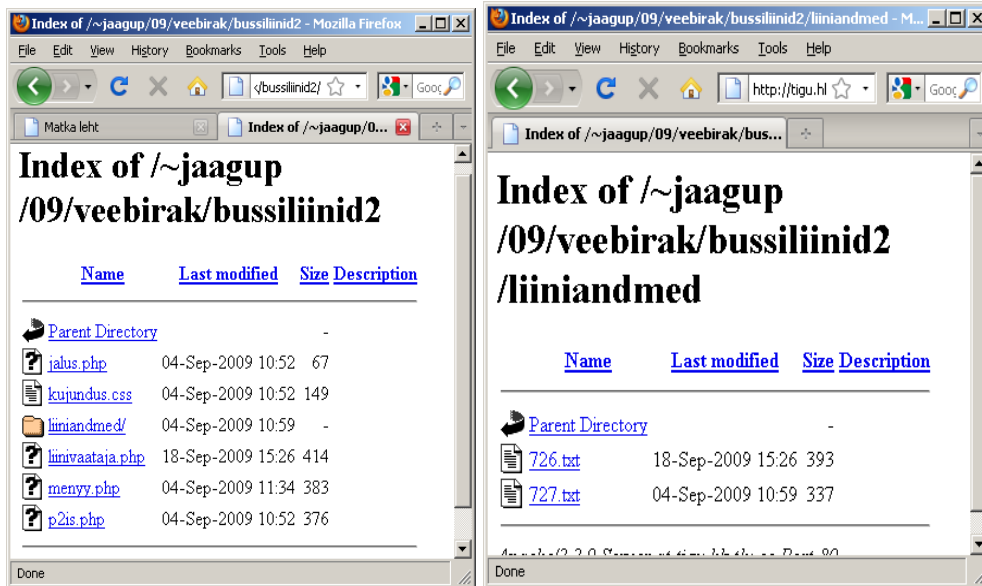 Index of /~jaagup/09/veebirak/bussiliinid2 - Mozilla Firefox
File Edit View History Bookmarks Tools Help
/bussiliinid2/
Goog
Matka leht
Index of /~jaagup/0...
Index of /~jaagup
/09/veebirak/bussiliinid2
Name Last modified Size Description
Parent Directory -
jalus.php 04-Sep-2009 10:52 67
kujundus.css 04-Sep-2009 10:52 149
liiniandmed/ 04-Sep-2009 10:59 -
liinivaataja.php 18-Sep-2009 15:26 414
menyy.php 04-Sep-2009 11:34 383
p2is.php 04-Sep-2009 10:52 376
Done
Index of /~jaagup/09/veebirak/bussiliinid2/liiniandmed - M...
File Edit View History Bookmarks Tools Help
http://tigu.hl
Goog
Index of /~jaagup/09/veebirak/bus...
Index of /~jaagup
/09/veebirak/bussiliinid2
/liiniandmed
Name Last modified Size Description
Parent Directory -
726.txt 18-Sep-2009 15:26 393
727.txt 04-Sep-2009 10:59 337
Done